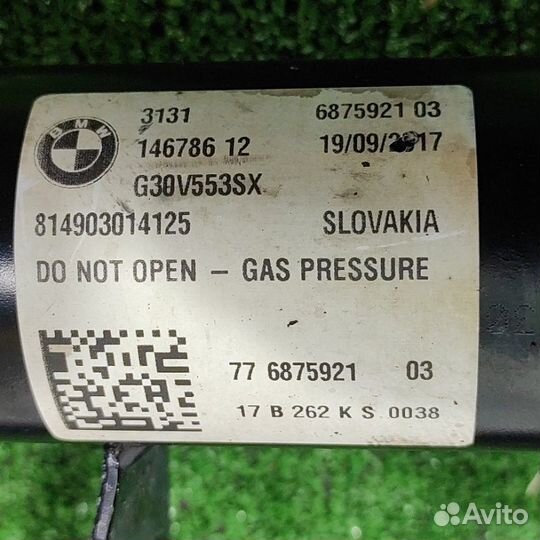 BMW
3131 6875921 03
146786 12 19/09/2017
G30V553SX
814903014125 SLOVAKIA
DO NOT OPEN – GAS PRESSURE
77 6875921 03
17 B 262 K S 0038
Avito